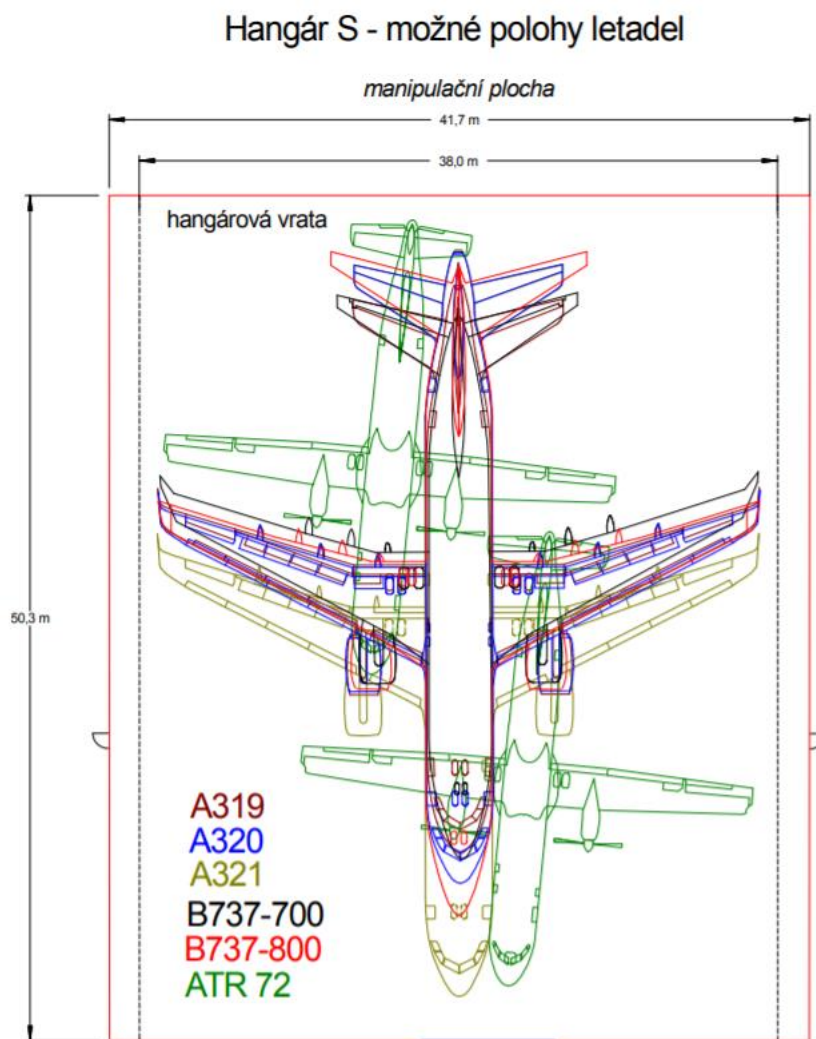 Hangár S - možné polohy letadel
manipulační plocha
41,7 m
38,0 m
hangárová vrata
50,3 m
A319
A320
A321
B737-700
B737-800
ATR 72